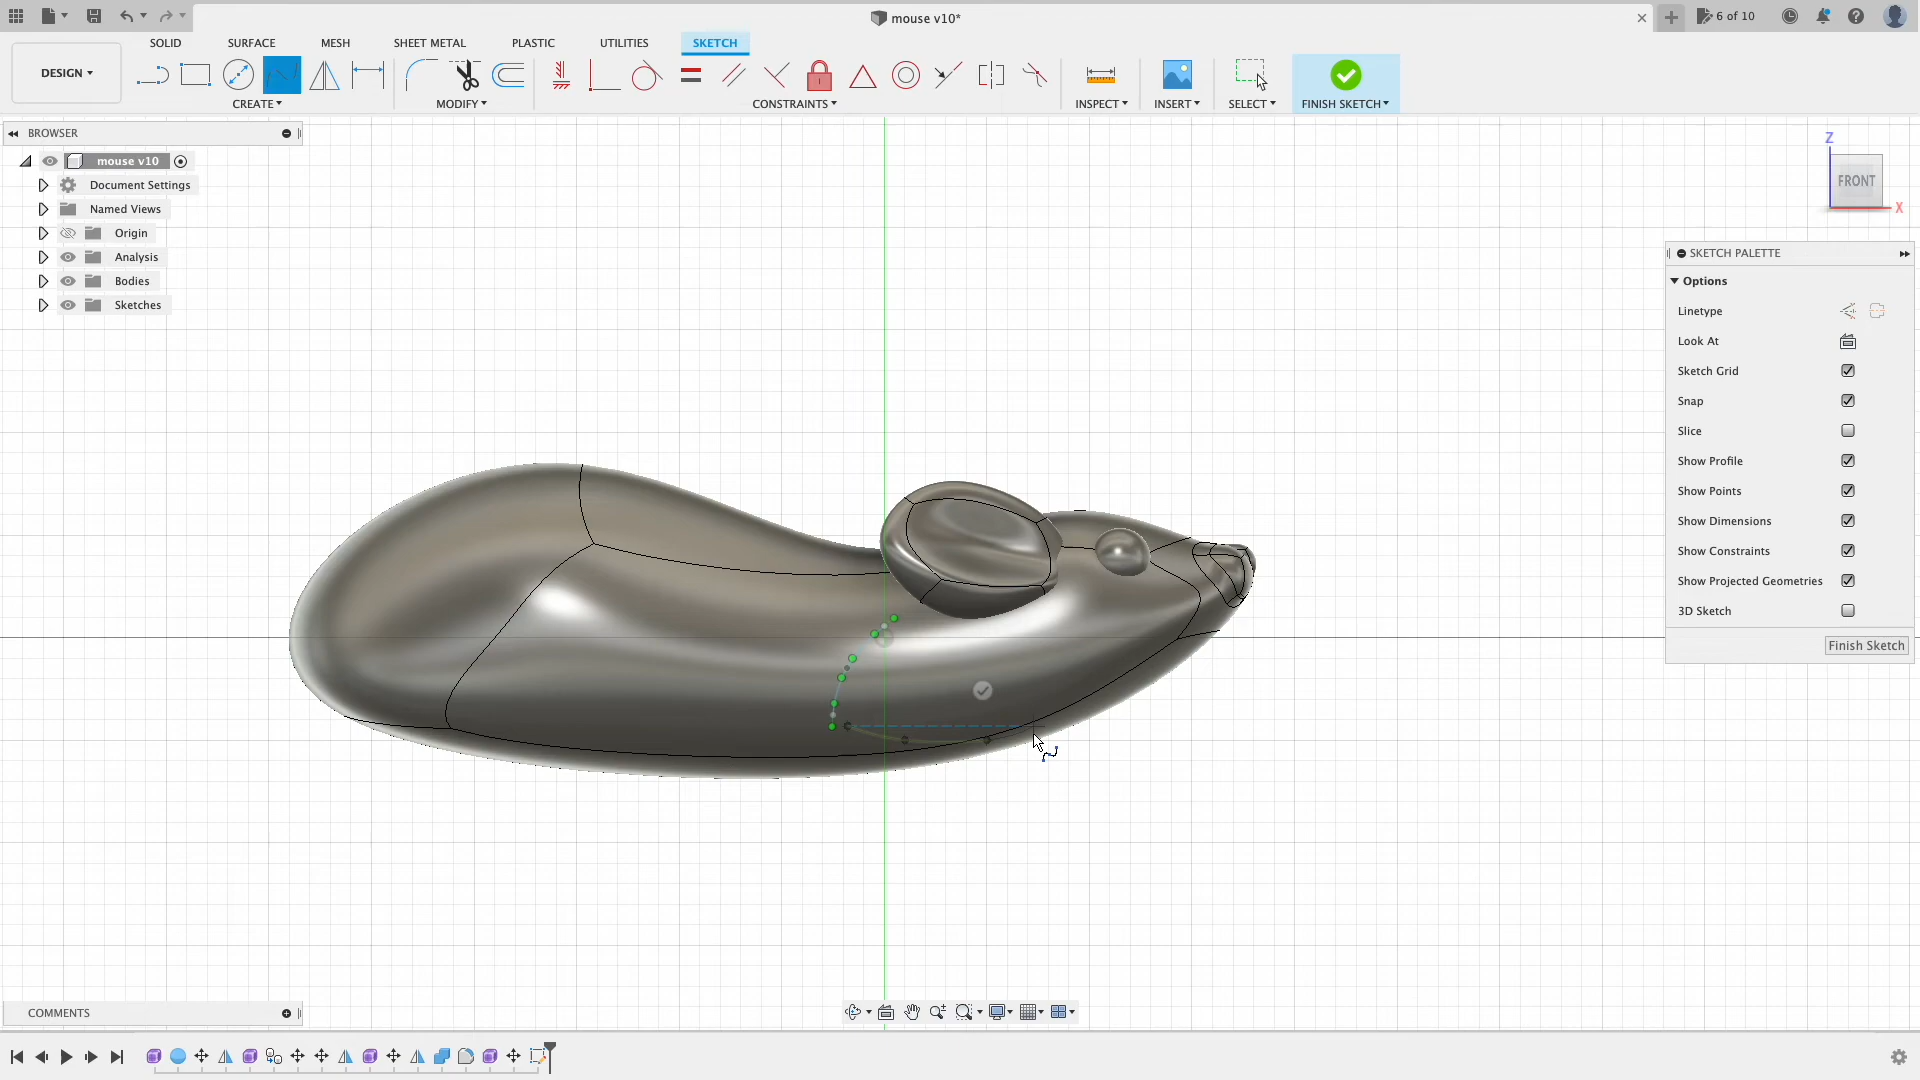 mouse v10*
6 of 10
SOLID
SURFACE
MESH
SHEET METAL
PLASTIC
UTILITIES
SKETCH
DESIGN
CREATE
MODIFY
CONSTRAINTS
INSPECT
INSERT
SELECT
FINISH SKETCH
BROWSER
mouse v10
Document Settings
Named Views
Origin
Analysis
Bodies
Sketches
Z
FRONT
X
SKETCH PALETTE
Options
Linetype
Look At
Sketch Grid
Snap
Slice
Show Profile
Show Points
Show Dimensions
Show Constraints
Show Projected Geometries
3D Sketch
Finish Sketch
COMMENTS